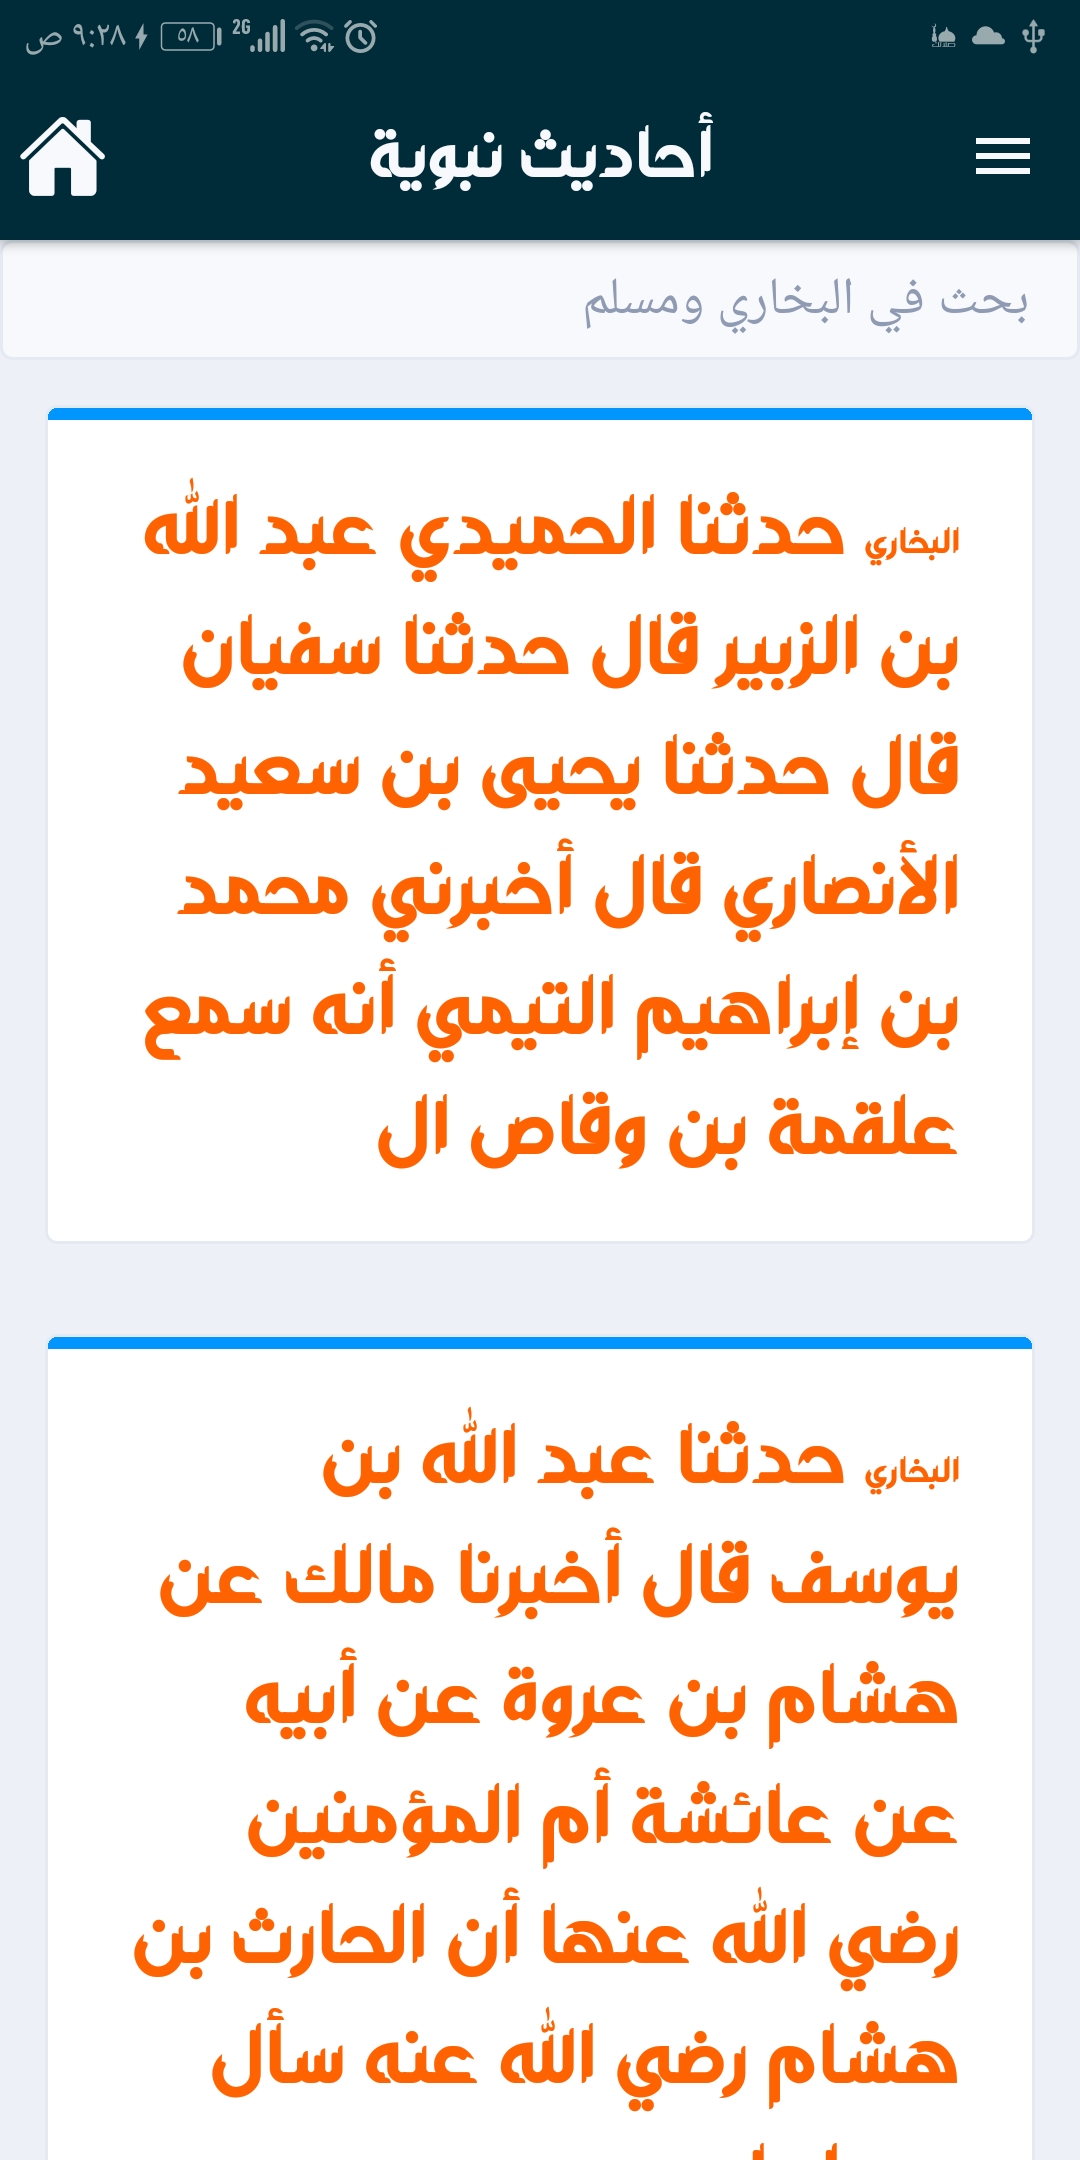 ٩:٢٨ ص
٥٨
2G
أحاديث نبوية
بحث في البخاري ومسلم
البخاري حدثنا الحميدي عبد الله
بن الزبير قال حدثنا سفيان
قال حدثنا يحيى بن سعيد
الأنصاري قال أخبرني محمد
بن إبراهيم التيمي أنه سمع
علقمة بن وقاص ال
البخاري حدثنا عبد الله بن
يوسف قال أخبرنا مالك عن
هشام بن عروة عن أبيه
عن عائشة أم المؤمنين
رضي الله عنها أن الحارث بن
هشام رضي الله عنه سأل